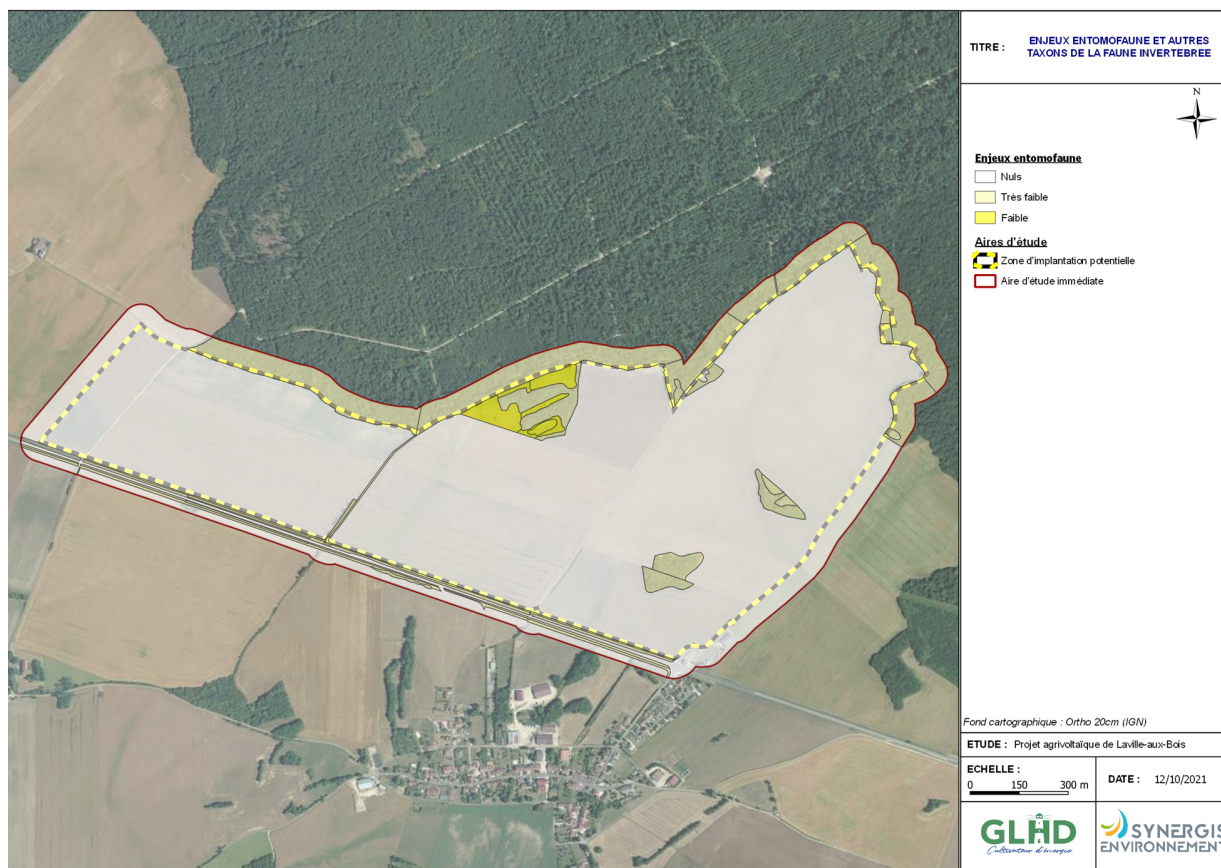 TITRE : ENJEUX ENTOMOFAUNE ET AUTRES
TAXONS DE LA FAUNE INVERTEBREE
N
Enjeux entomofaune
Nuls
Très faible
Faible
Aires d'étude
Zone d'implantation potentielle
Aire d'étude immédiate
Fond cartographique : Ortho 20cm (IGN)
ETUDE : Projet agrivoltaïque de Laville-aux-Bois
ECHELLE :
0 150 300 m
DATE : 12/10/2021
GLHD
Cultivateur d'énergie
SYNERGIS
ENVIRONNEMENT